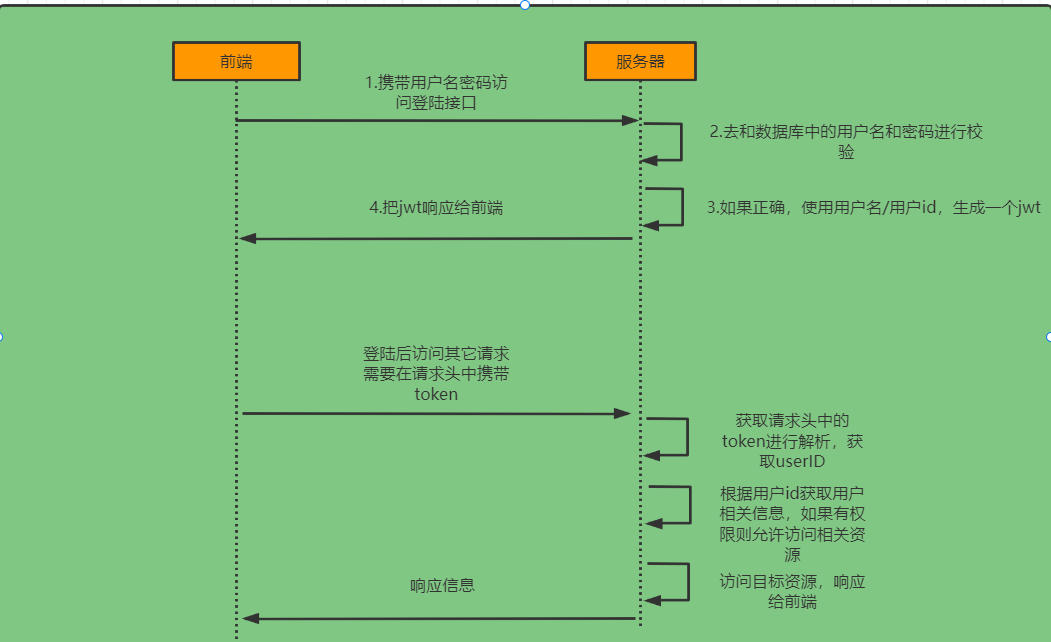 前端
服务器
1.携带用户名密码访
问登陆接口
2.去和数据库中的用户名和密码进行校
验
3.如果正确，使用用户名/用户id，生成一个jwt
4.把jwt响应给前端
登陆后访问其它请求
需要在请求头中携带
token
获取请求头中的
token进行解析，获
取userID
根据用户id获取用户
相关信息，如果有权
限则允许访问相关资
源
访问目标资源，响应
给前端
响应信息